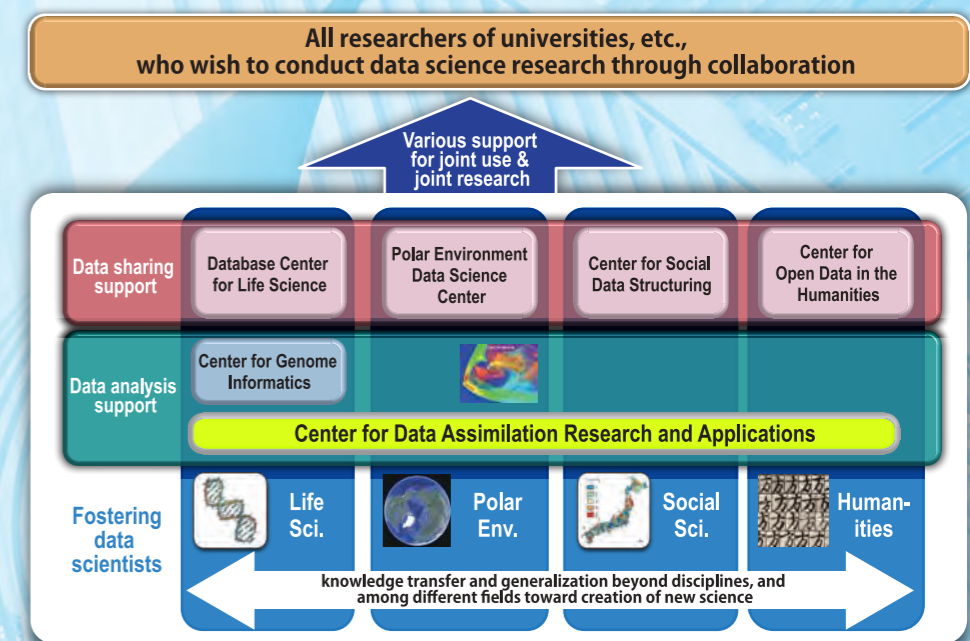 All researchers of universities, etc.,
who wish to conduct data science research through collaboration
Various support
for joint use &
joint research
Data sharing
support
Database Center
for Life Science
Polar Environment
Data Science
Center
Center for Social
Data Structuring
Center for
Open Data in the
Humanities
Data analysis
support
Center for Genome
Informatics
Center for Data Assimilation Research and Applications
Fostering
data
scientists
Life
Sci.
Polar
Env.
Social
Sci.
Human-
ities
knowledge transfer and generalization beyond disciplines, and
among different fields toward creation of new science